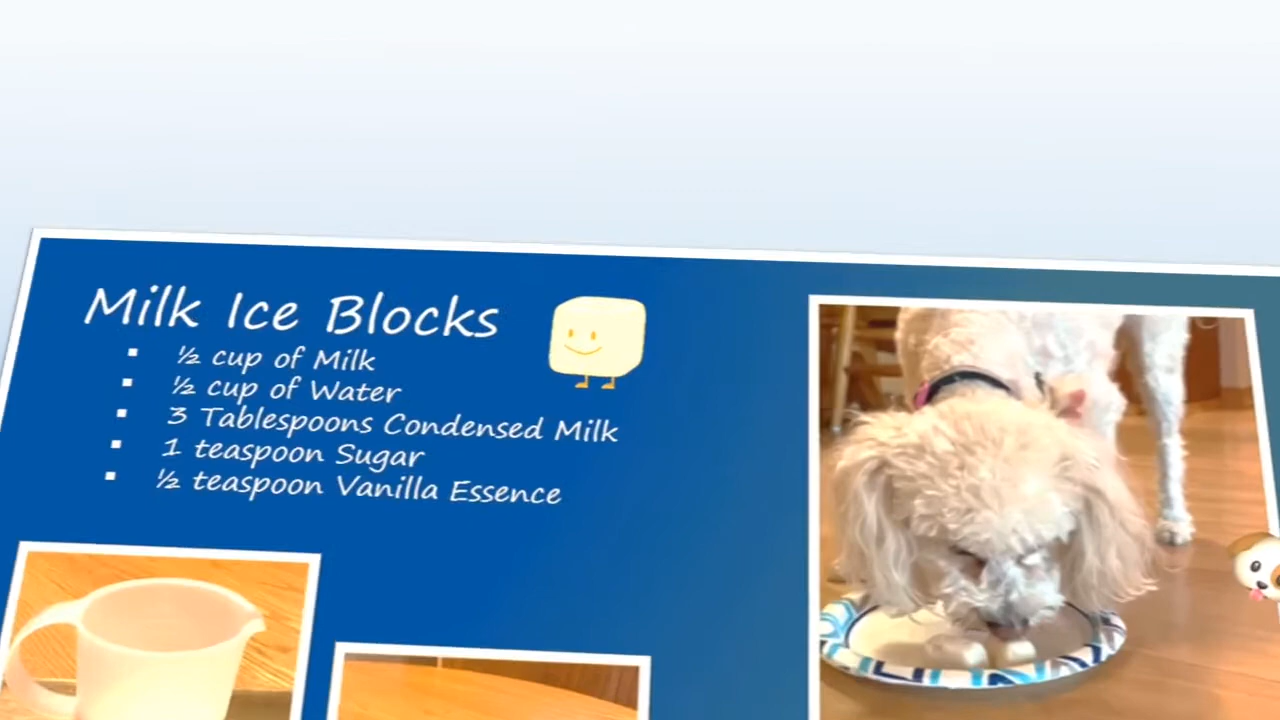 Milk Ice Blocks
½ cup of Milk
½ cup of Water
3 Tablespoons Condensed Milk
1 teaspoon Sugar
½ teaspoon Vanilla Essence